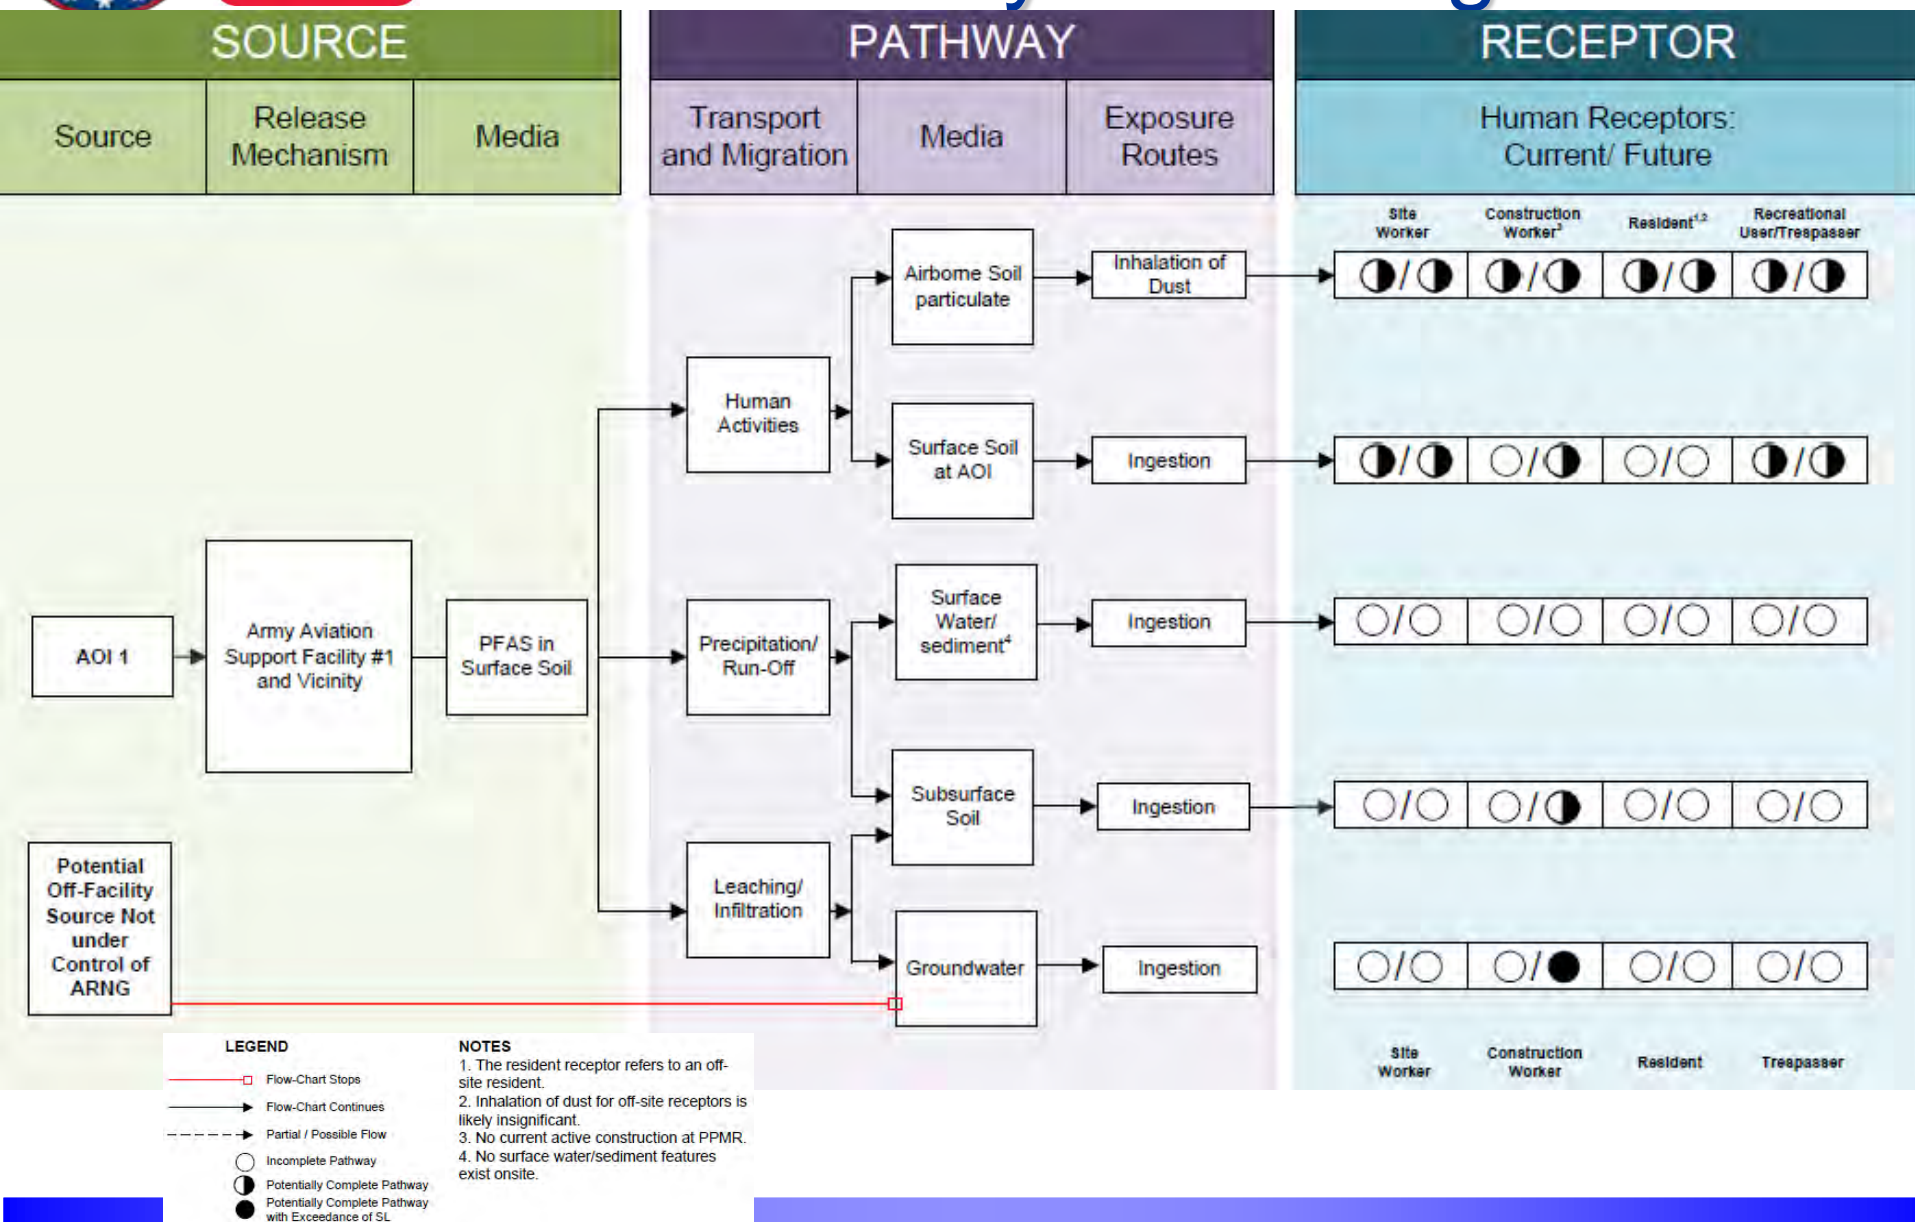 SOURCE
PATHWAY
RECEPTOR
Source
Release
Mechanism
Media
Transport
and Migration
Media
Exposure
Routes
Human Receptors:
Current/ Future
Site
Worker
Construction
Worker³
Resident¹,²
Recreational
User/Trespasser
Airborne Soil
particulate
Inhalation of
Dust
Human
Activities
Surface Soil
at AOI
Ingestion
AOI 1
Army Aviation
Support Facility #1
and Vicinity
PFAS in
Surface Soil
Precipitation/
Run-Off
Surface
Water/
sediment⁴
Ingestion
Subsurface
Soil
Ingestion
Potential
Off-Facility
Source Not
under
Control of
ARNG
Leaching/
Infiltration
Groundwater
Ingestion
Site
Worker
Construction
Worker
Resident
Trespasser
LEGEND
Flow-Chart Stops
Flow-Chart Continues
Partial / Possible Flow
Incomplete Pathway
Potentially Complete Pathway
Potentially Complete Pathway
with Exceedance of SL
NOTES
1. The resident receptor refers to an off-
site resident.
2. Inhalation of dust for off-site receptors is
likely insignificant.
3. No current active construction at PPMR.
4. No surface water/sediment features
exist onsite.